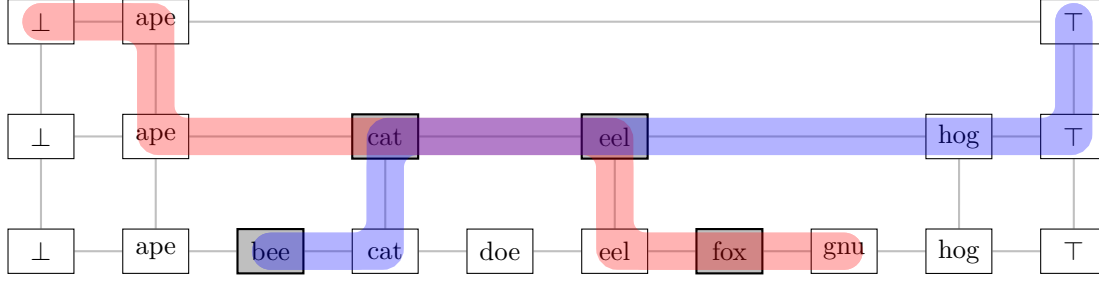 ⊥ ape ⊤
⊥ ape cat eel hog ⊤
⊥ ape bee cat doe eel fox gnu hog ⊤